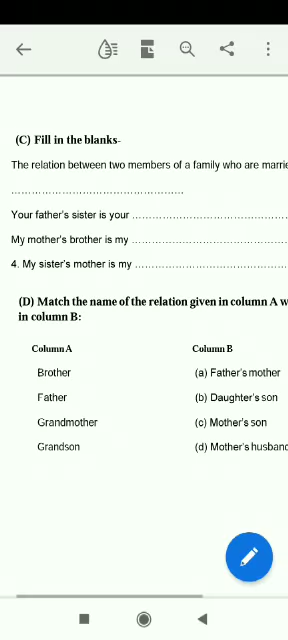 (C) Fill in the blanks-
The relation between two members of a family who are
................................................
Your father's sister is your ............................................
My mother's brother is my ............................................
4. My sister's mother is my ............................................
(D) Match the name of the relation given in column A
in column B:
Column A Column B
Brother (a) Father's mother
Father (b) Daughter's son
Grandmother (c) Mother's son
Grandson (d) Mother's